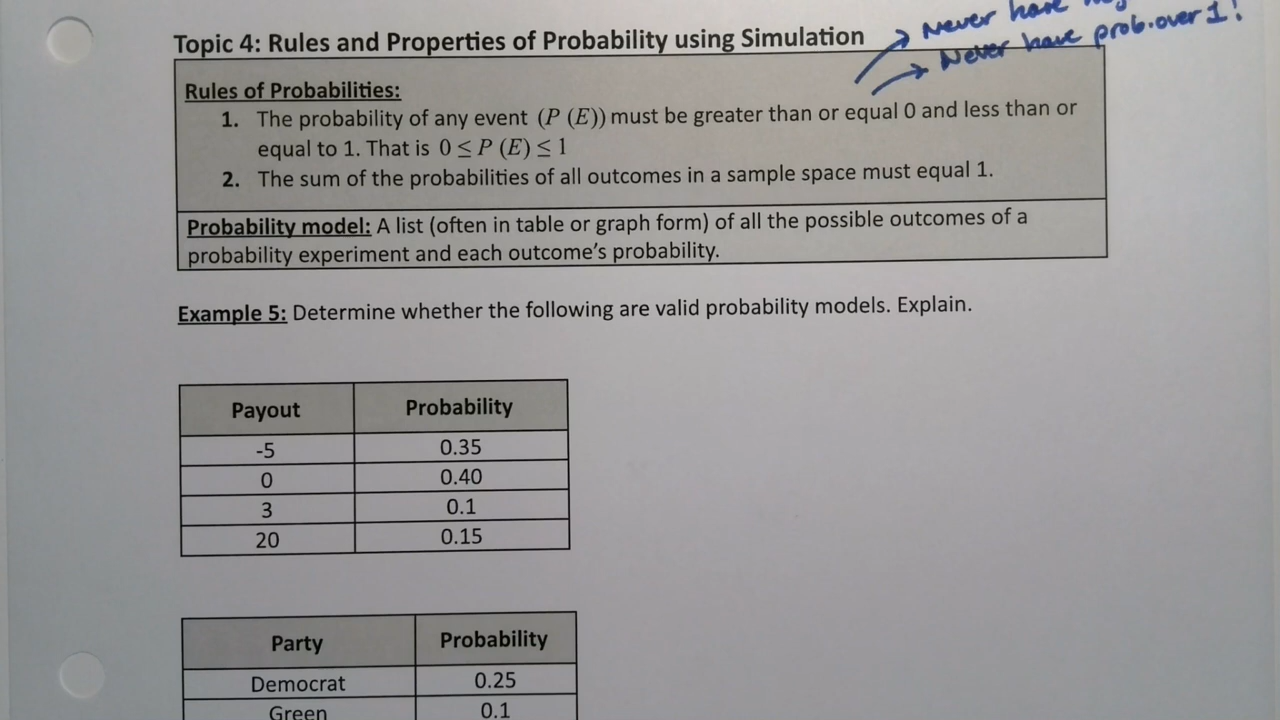 Never have
Never have prob. over 1!
Topic 4: Rules and Properties of Probability using Simulation
Rules of Probabilities:
1. The probability of any event (P (E)) must be greater than or equal 0 and less than or
equal to 1. That is 0 ≤ P (E) ≤ 1
2. The sum of the probabilities of all outcomes in a sample space must equal 1.
Probability model: A list (often in table or graph form) of all the possible outcomes of a
probability experiment and each outcome's probability.
Example 5: Determine whether the following are valid probability models. Explain.
Payout Probability
-5 0.35
0 0.40
3 0.1
20 0.15
Party Probability
Democrat 0.25
Green 0.1